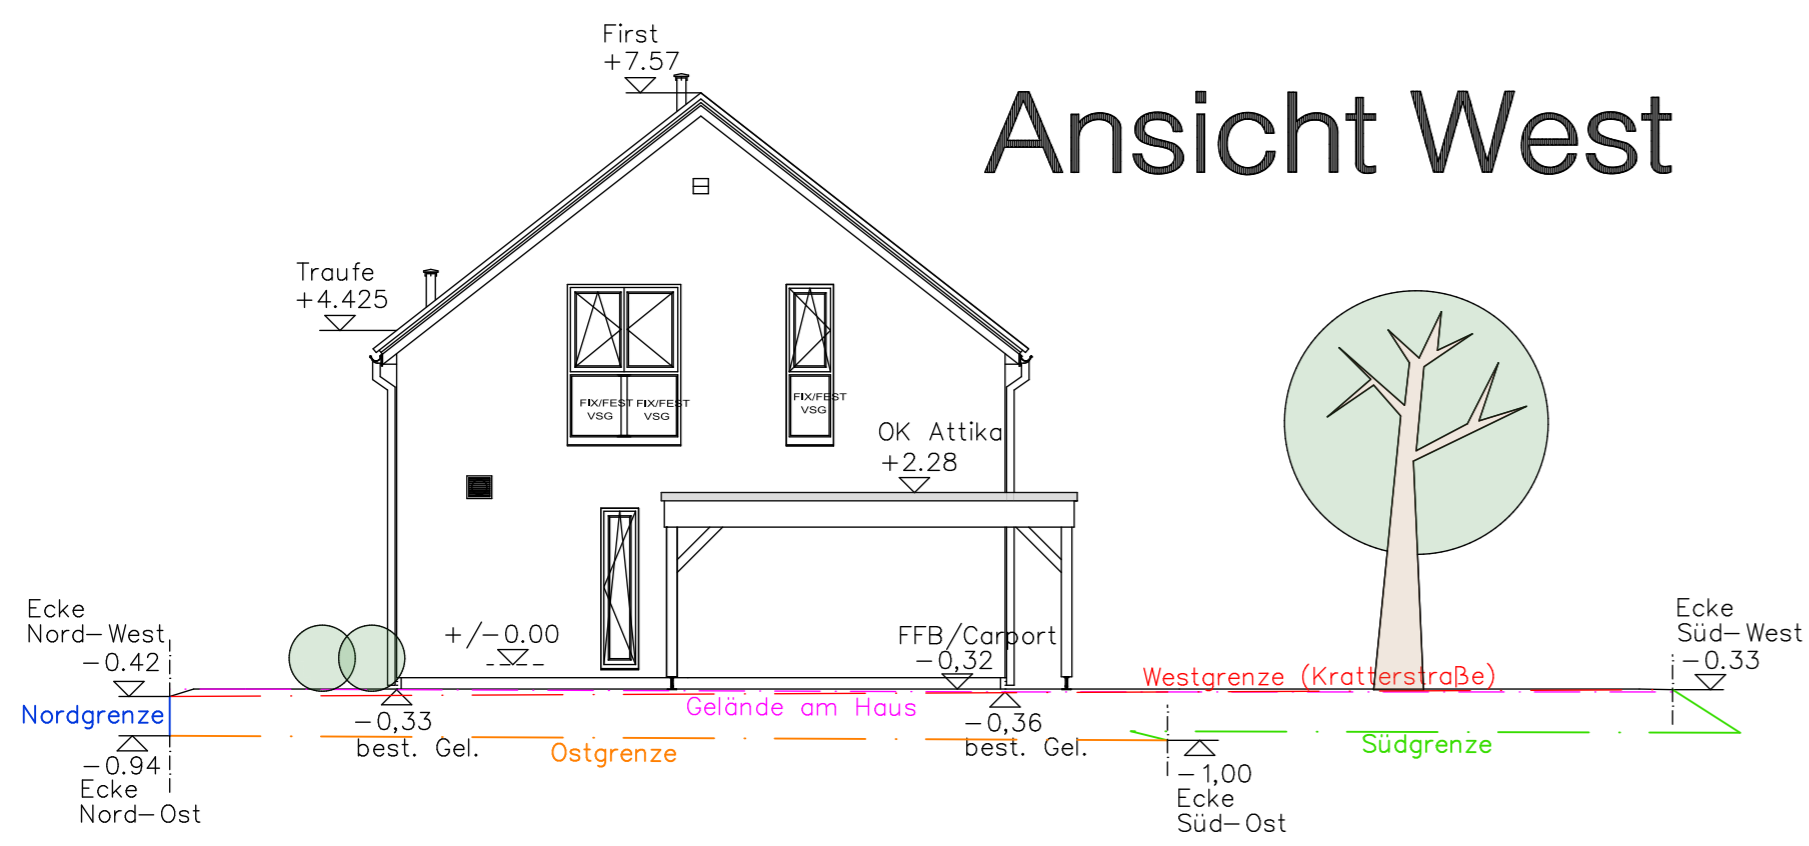 First
+7.57
Ansicht West
Traufe
+4.425
FIX/FEST FIX/FEST
VSG VSG
FIX/FEST
VSG
OK Attika
+2.28
Ecke
Nord-West
-0.42
+/-0.00
FFB/Carport
-0,32
Ecke
Süd-West
-0.33
Westgrenze (Kratterstraße)
Nordgrenze
Gelände am Haus
-0,33
best. Gel.
-0,36
best. Gel.
Ostgrenze
Südgrenze
-0.94
Ecke
Nord-Ost
-1,00
Ecke
Süd-Ost